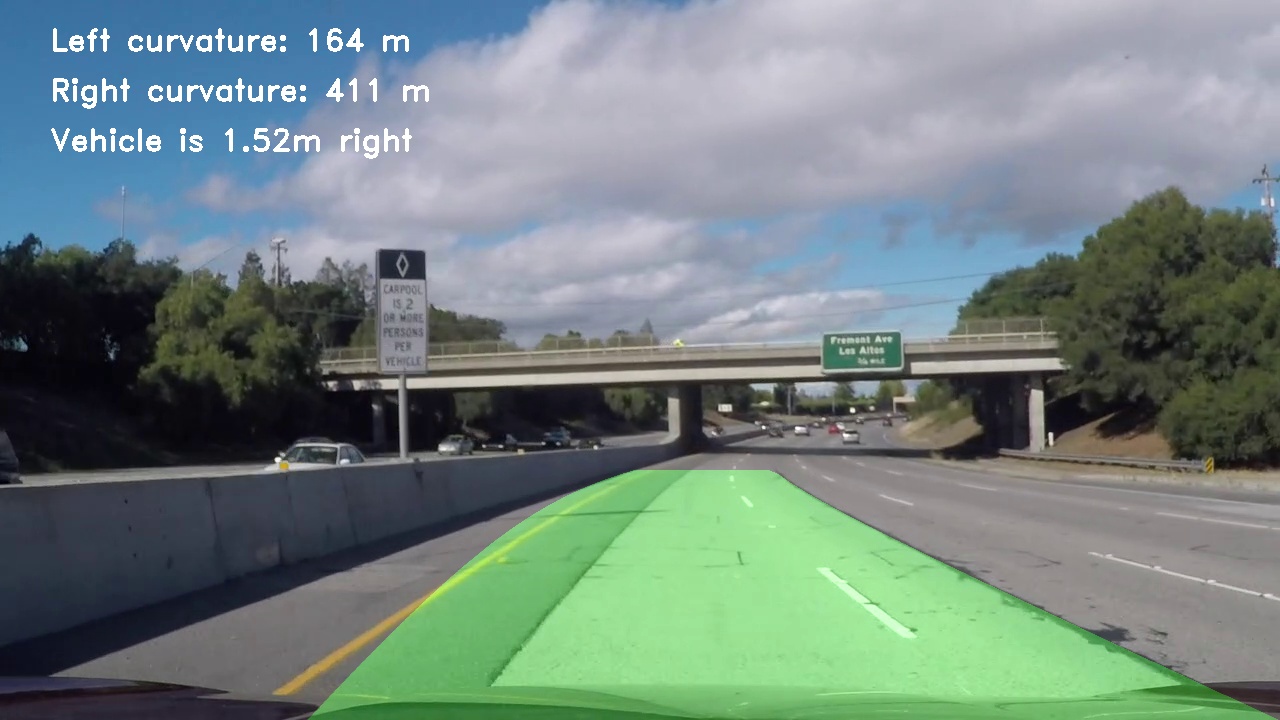 Left curvature: 164 m
Right curvature: 411 m
Vehicle is 1.52m right
CARPOOL
IS 2
OR MORE
PERSONS
PER
VEHICLE
Fremont Ave
Los Altos
MILE